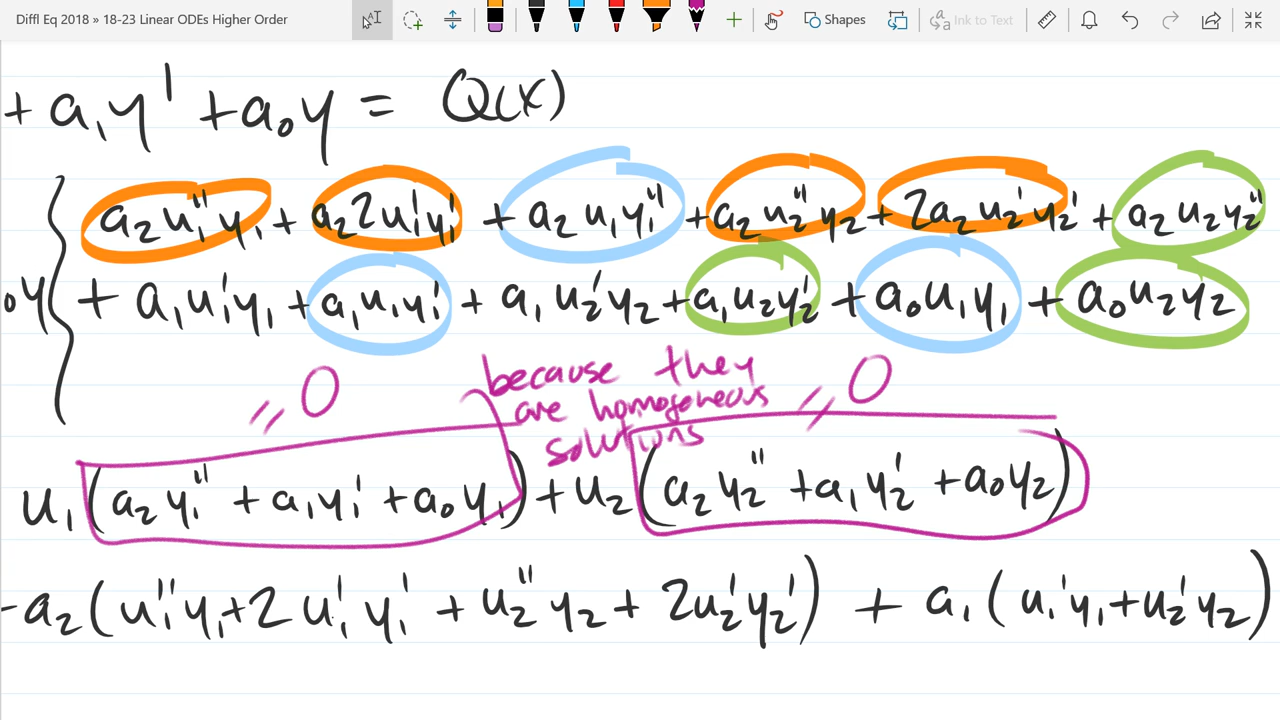 Diffl Eq 2018 » 18-23 Linear ODEs Higher Order Shapes Ink to Text
+ a₁y' + a₀y = Q(x)
a₂u₁''y₁ + a₂2u₁'y₁' + a₂u₁y₁'' + a₂u₂''y₂ + 2a₂u₂'y₂' + a₂u₂y₂''
₀y { + a₁u₁'y₁ + a₁u₁y₁' + a₁u₂'y₂ + a₁u₂y₂' + a₀u₁y₁ + a₀u₂y₂
because they
= 0 are homogeneous = 0
solutions
u₁(a₂y₁'' + a₁y₁' + a₀y₁) + u₂(a₂y₂'' + a₁y₂' + a₀y₂)
-a₂(u₁''y₁ + 2u₁'y₁' + u₂''y₂ + 2u₂'y₂') + a₁(u₁'y₁ + u₂'y₂)